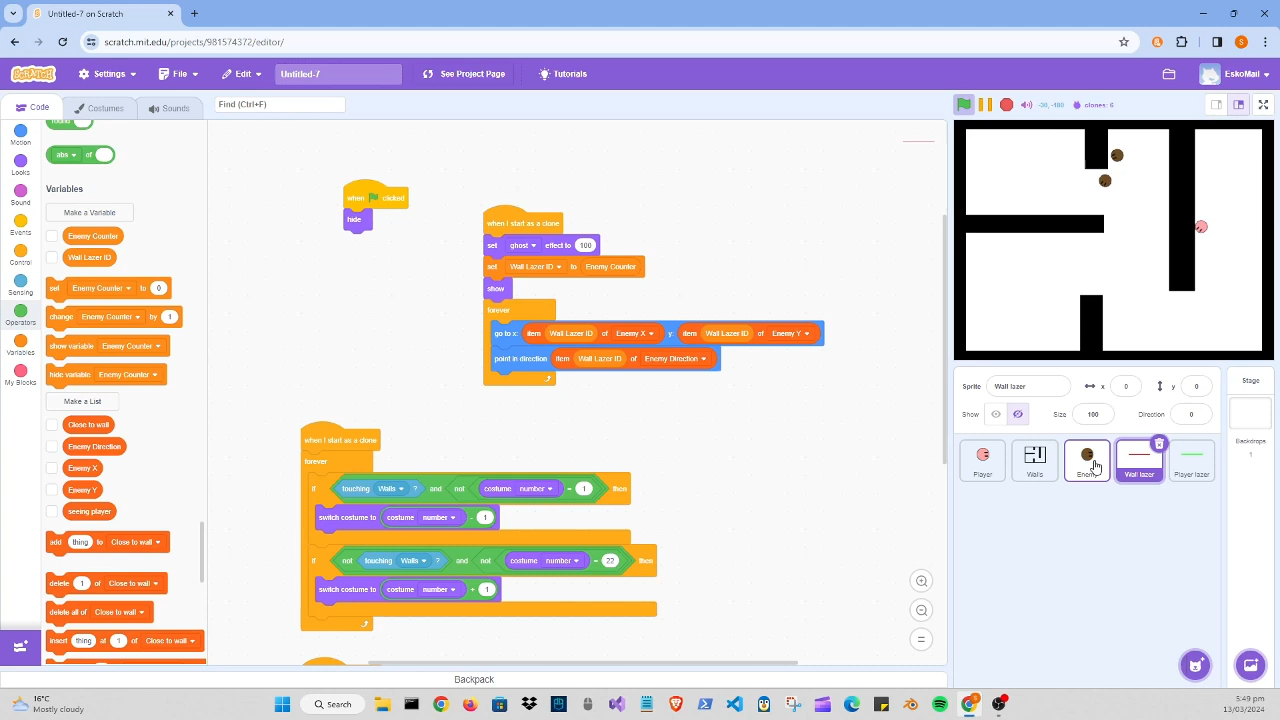 Untitled-7 on Scratch
scratch.mit.edu/projects/981574372/editor/
S
SCRATCH
Settings
File
Edit
Untitled-7
See Project Page
Tutorials
EskoMail
Code
Costumes
Sounds
Find (Ctrl+F)
-30,-180
clones: 6
Motion
Looks
Sound
Events
Control
Sensing
Operators
Variables
My Blocks
abs of
Variables
Make a Variable
Enemy Counter
Wall Lazer ID
set Enemy Counter to 0
change Enemy Counter by 1
show variable Enemy Counter
hide variable Enemy Counter
Make a List
Close to wall
Enemy Direction
Enemy X
Enemy Y
seeing player
add thing to Close to wall
delete 1 of Close to wall
delete all of Close to wall
insert thing at 1 of Close to wall
when clicked
hide
when I start as a clone
set ghost effect to 100
set Wall Lazer ID to Enemy Counter
show
forever
go to x: item Wall Lazer ID of Enemy X y: item Wall Lazer ID of Enemy Y
point in direction item Wall Lazer ID of Enemy Direction
when I start as a clone
forever
if touching Walls ? and not costume number = 1 then
switch costume to costume number - 1
if not touching Walls ? and not costume number = 22 then
switch costume to costume number + 1
Sprite Wall lazer x 0 y 0
Show Size 100 Direction 0
Player
Walls
Enemy
Wall lazer
Player lazer
Stage
Backdrops
1
Backpack
16°C
Mostly cloudy
Search
5:49 pm
13/03/2024